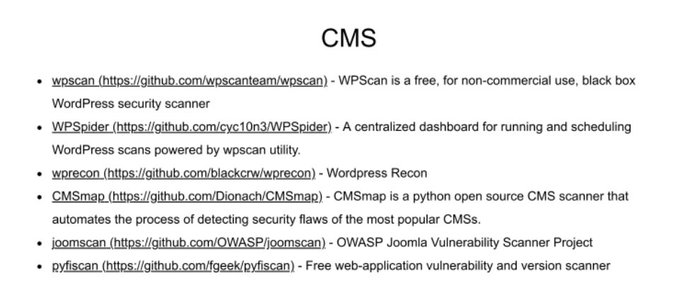 CMS
• wpscan (https://github.com/wpscanteam/wpscan) - WPScan is a free, for non-commercial use, black box
WordPress security scanner
• WPSpider (https://github.com/cyc10n3/WPSpider) - A centralized dashboard for running and scheduling
WordPress scans powered by wpscan utility.
• wprecon (https://github.com/blackcrw/wprecon) - Wordpress Recon
• CMSmap (https://github.com/Dionach/CMSmap) - CMSmap is a python open source CMS scanner that
automates the process of detecting security flaws of the most popular CMSs.
• joomscan (https://github.com/OWASP/joomscan) - OWASP Joomla Vulnerability Scanner Project
• pyfiscan (https://github.com/fgeek/pyfiscan) - Free web-application vulnerability and version scanner